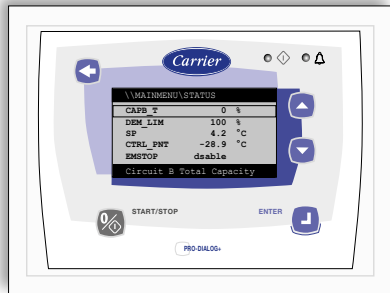 Carrier
\\MAINMENU\STATUS
CAPB_T 0 %
DEM_LIM 100 %
SP 4.2 °C
CTRL_PNT -28.9 °C
EMSTOP dsable
Circuit B Total Capacity
START/STOP
ENTER
PRO-DIALOG+